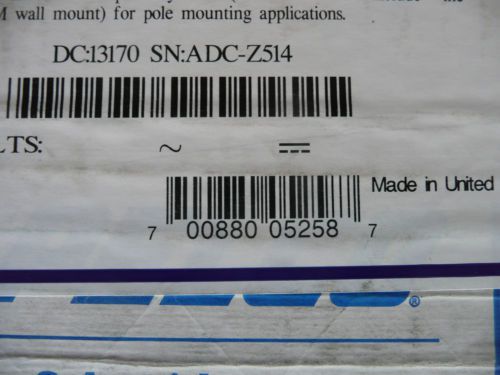 M wall mount) for pole mounting applications.
DC:13170 SN:ADC-Z514
LTS: ~ ⎓
Made in United
7 00880 05258 7
®